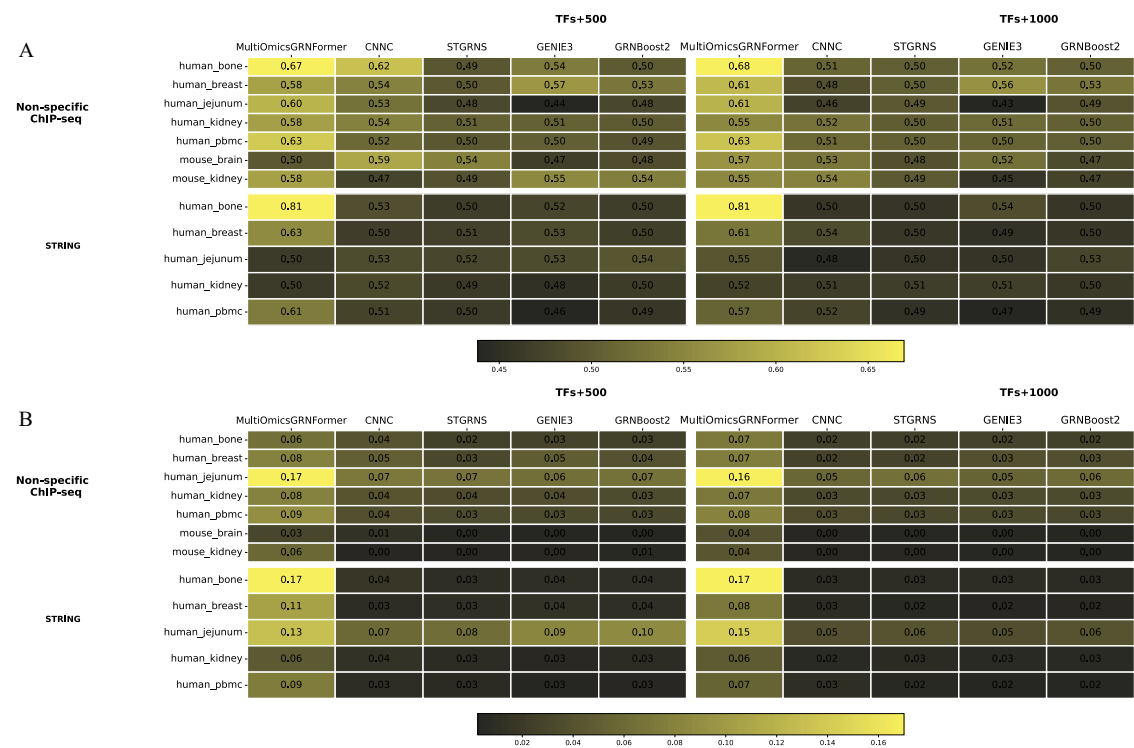 TFs+500 TFs+1000
A
MultiOmicsGRNFormer CNNC STGRNS GENIE3 GRNBoost2 MultiOmicsGRNFormer CNNC STGRNS GENIE3 GRNBoost2
human_bone 0.67 0.62 0.49 0.54 0.50 0.68 0.51 0.50 0.52 0.50
human_breast 0.58 0.54 0.50 0.57 0.53 0.61 0.48 0.50 0.56 0.53
Non-specific
ChIP-seq
human_jejunum 0.60 0.53 0.48 0.44 0.48 0.61 0.46 0.49 0.43 0.49
human_kidney 0.58 0.54 0.51 0.51 0.50 0.55 0.52 0.50 0.51 0.50
human_pbmc 0.63 0.52 0.50 0.50 0.49 0.63 0.51 0.50 0.50 0.50
mouse_brain 0.50 0.59 0.54 0.47 0.48 0.57 0.53 0.48 0.52 0.47
mouse_kidney 0.58 0.47 0.49 0.55 0.54 0.55 0.54 0.49 0.45 0.47
human_bone 0.81 0.53 0.50 0.52 0.50 0.81 0.50 0.50 0.54 0.50
human_breast 0.63 0.50 0.51 0.53 0.50 0.61 0.54 0.50 0.49 0.50
STRING
human_jejunum 0.50 0.53 0.52 0.53 0.54 0.55 0.48 0.50 0.50 0.53
human_kidney 0.50 0.52 0.49 0.48 0.50 0.52 0.51 0.51 0.51 0.50
human_pbmc 0.61 0.51 0.50 0.46 0.49 0.57 0.52 0.49 0.47 0.49
0.45 0.50 0.55 0.60 0.65
TFs+500 TFs+1000
B
MultiOmicsGRNFormer CNNC STGRNS GENIE3 GRNBoost2 MultiOmicsGRNFormer CNNC STGRNS GENIE3 GRNBoost2
human_bone 0.06 0.04 0.02 0.03 0.03 0.07 0.02 0.02 0.02 0.02
human_breast 0.08 0.05 0.03 0.05 0.04 0.07 0.02 0.02 0.03 0.03
Non-specific
ChIP-seq
human_jejunum 0.17 0.07 0.07 0.06 0.07 0.16 0.05 0.06 0.05 0.06
human_kidney 0.08 0.04 0.04 0.04 0.03 0.07 0.03 0.03 0.03 0.03
human_pbmc 0.09 0.04 0.03 0.03 0.03 0.08 0.03 0.03 0.03 0.03
mouse_brain 0.03 0.01 0.00 0.00 0.00 0.04 0.00 0.00 0.00 0.00
mouse_kidney 0.06 0.00 0.00 0.00 0.01 0.04 0.00 0.00 0.00 0.00
human_bone 0.17 0.04 0.03 0.04 0.04 0.17 0.03 0.03 0.03 0.03
human_breast 0.11 0.03 0.03 0.04 0.04 0.08 0.03 0.02 0.02 0.02
STRING
human_jejunum 0.13 0.07 0.08 0.09 0.10 0.15 0.05 0.06 0.05 0.06
human_kidney 0.06 0.04 0.03 0.03 0.03 0.06 0.02 0.03 0.03 0.03
human_pbmc 0.09 0.03 0.03 0.03 0.03 0.07 0.03 0.02 0.02 0.02
0.02 0.04 0.06 0.08 0.10 0.12 0.14 0.16